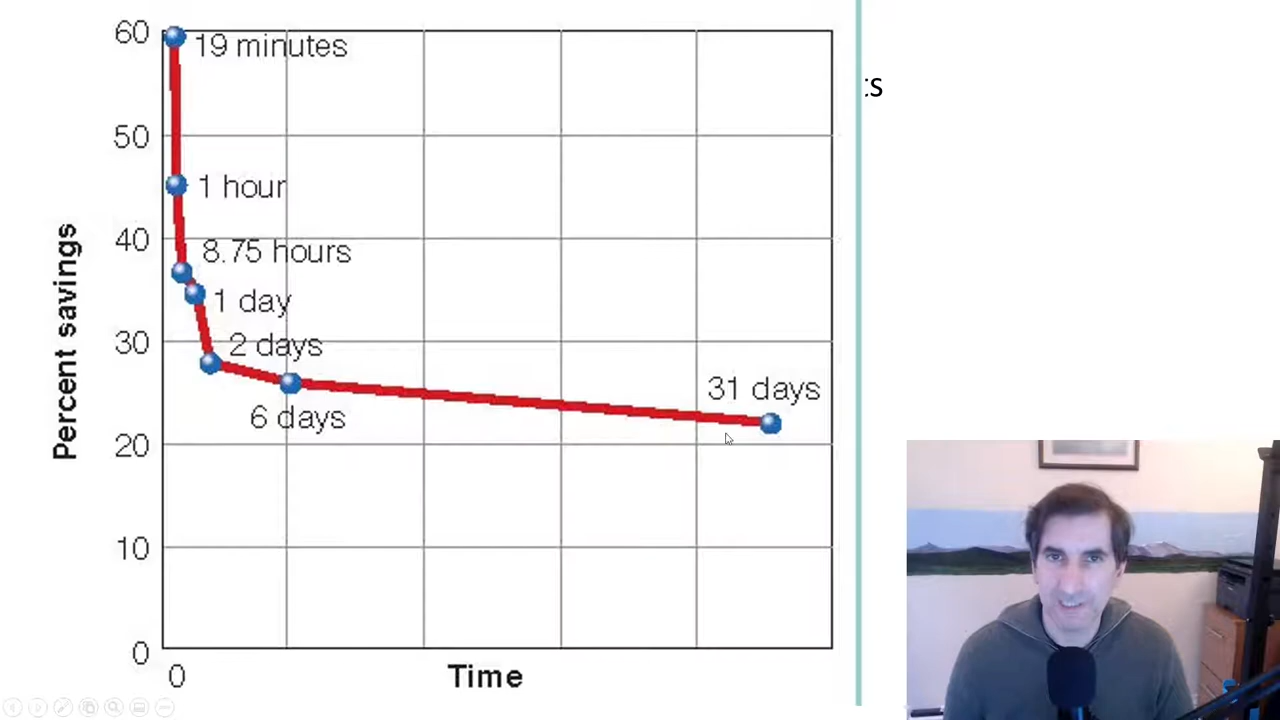 60
19 minutes
50
1 hour
40
8.75 hours
1 day
30
2 days
31 days
6 days
20
10
0
0
Time
Percent savings
ts